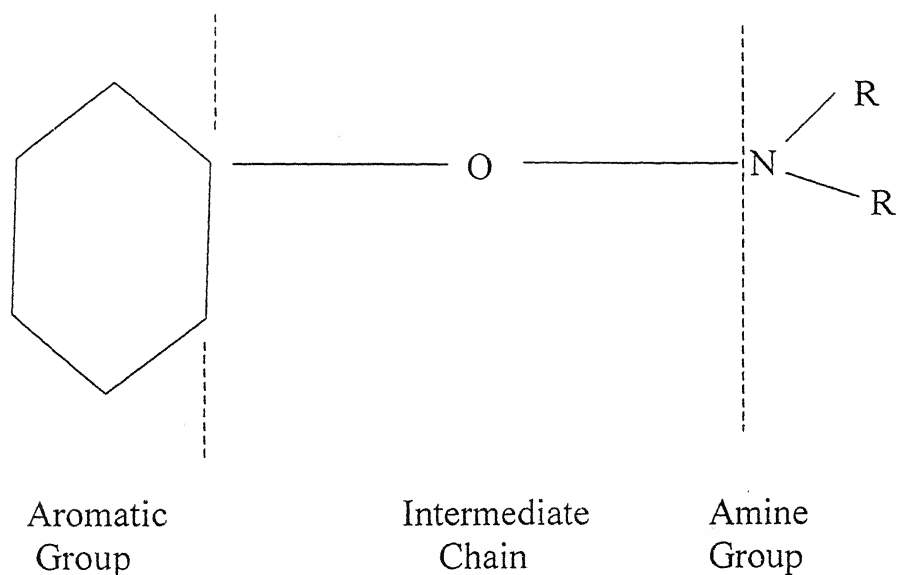 R
O
N
R
Aromatic
Group
Intermediate
Chain
Amine
Group